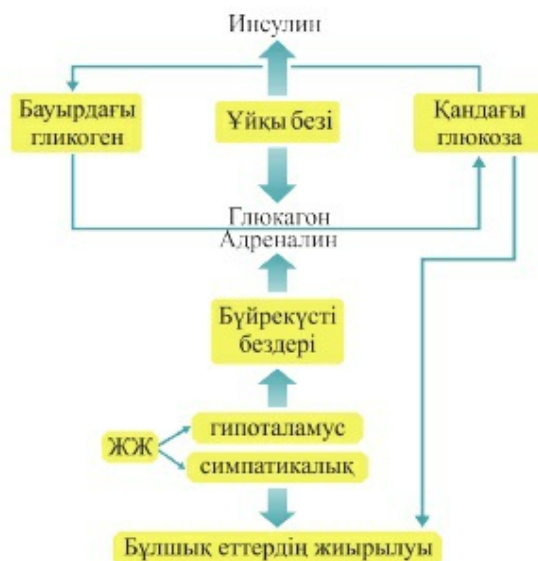 Инсулин
Бауырдағы
гликоген
Ұйқы безі
Қандағы
глюкоза
Глюкагон
Адреналин
Бүйрекүсті
бездері
ЖЖ
гипоталамус
симпатикалық
Бұлшық еттердің жиырылуы